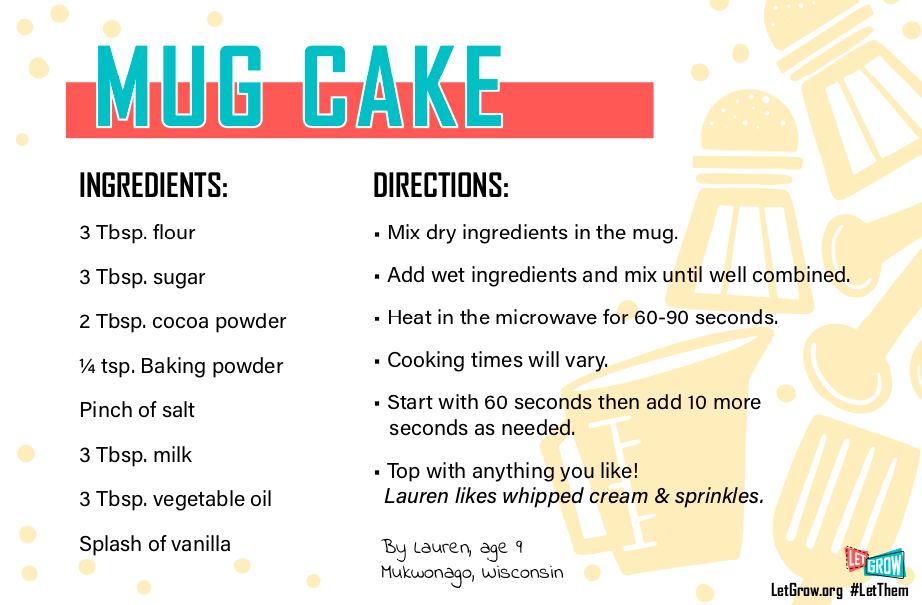 MUG CAKE
INGREDIENTS:
3 Tbsp. flour
3 Tbsp. sugar
2 Tbsp. cocoa powder
¼ tsp. Baking powder
Pinch of salt
3 Tbsp. milk
3 Tbsp. vegetable oil
Splash of vanilla
DIRECTIONS:
▪ Mix dry ingredients in the mug.
▪ Add wet ingredients and mix until well combined.
▪ Heat in the microwave for 60-90 seconds.
▪ Cooking times will vary.
▪ Start with 60 seconds then add 10 more
seconds as needed.
▪ Top with anything you like!
Lauren likes whipped cream & sprinkles.
By Lauren, age 9
Mukwonago, Wisconsin
LET GROW
LetGrow.org #LetThem